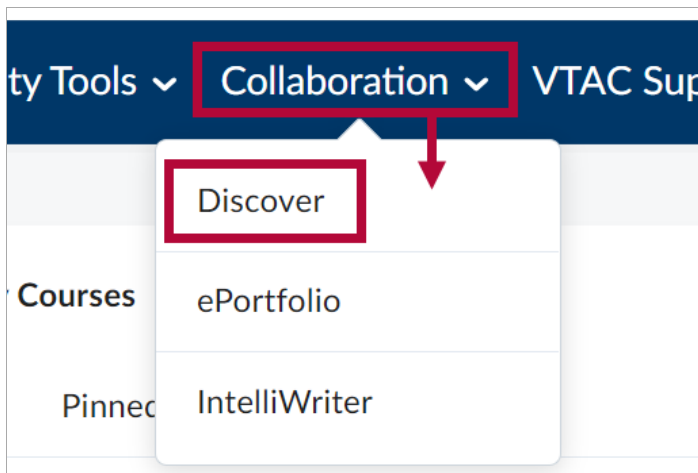 ty Tools Collaboration VTAC Sup
Discover
Courses
ePortfolio
Pinned
IntelliWriter